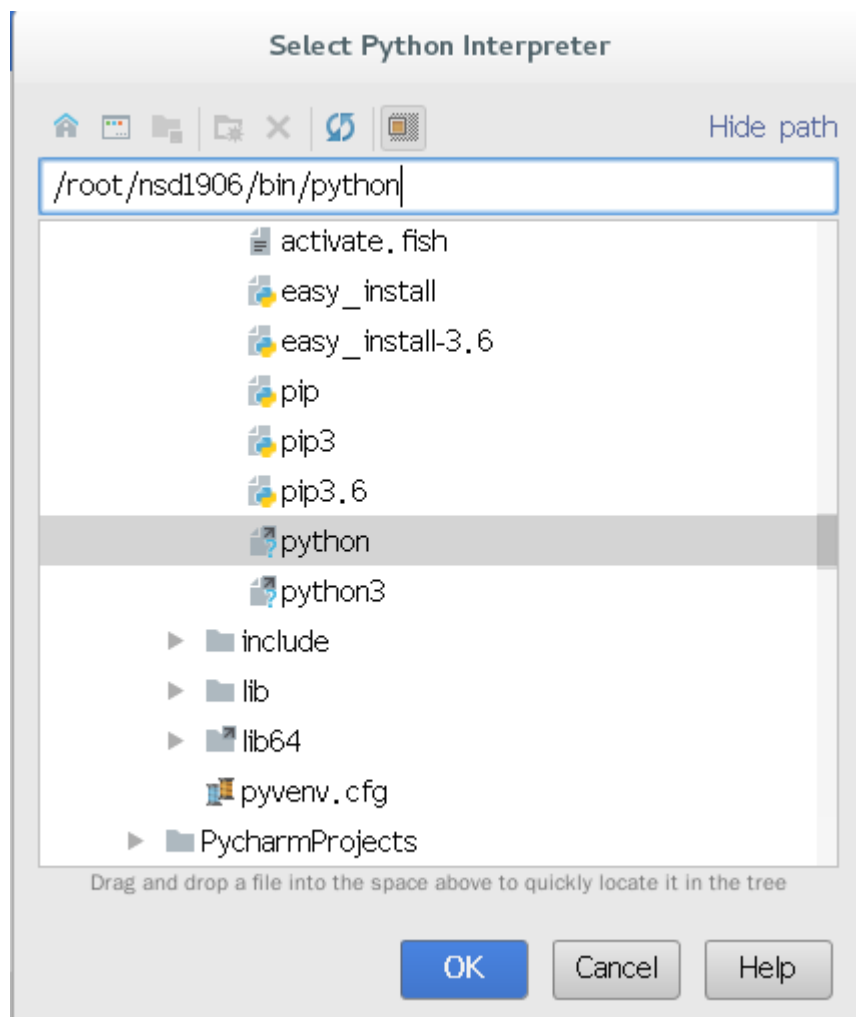 Select Python Interpreter
Hide path
/root/nsd1906/bin/python
activate.fish
easy_install
easy_install-3.6
pip
pip3
pip3.6
python
python3
include
lib
lib64
pyvenv.cfg
PycharmProjects
Drag and drop a file into the space above to quickly locate it in the tree
OK Cancel Help